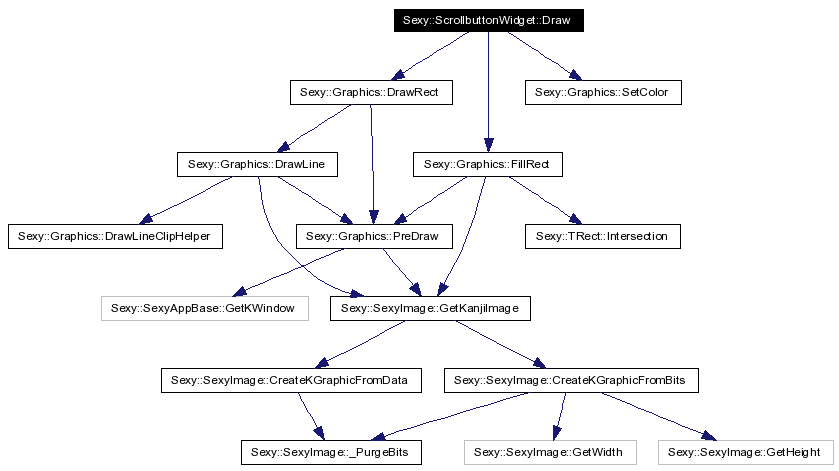 Sexy::ScrollbuttonWidget::Draw
Sexy::Graphics::DrawRect
Sexy::Graphics::SetColor
Sexy::Graphics::DrawLine
Sexy::Graphics::FillRect
Sexy::Graphics::DrawLineClipHelper
Sexy::Graphics::PreDraw
Sexy::TRect::Intersection
Sexy::SexyAppBase::GetKWindow
Sexy::SexyImage::GetKanjiImage
Sexy::SexyImage::CreateKGraphicFromData
Sexy::SexyImage::CreateKGraphicFromBits
Sexy::SexyImage::_PurgeBits
Sexy::SexyImage::GetWidth
Sexy::SexyImage::GetHeight